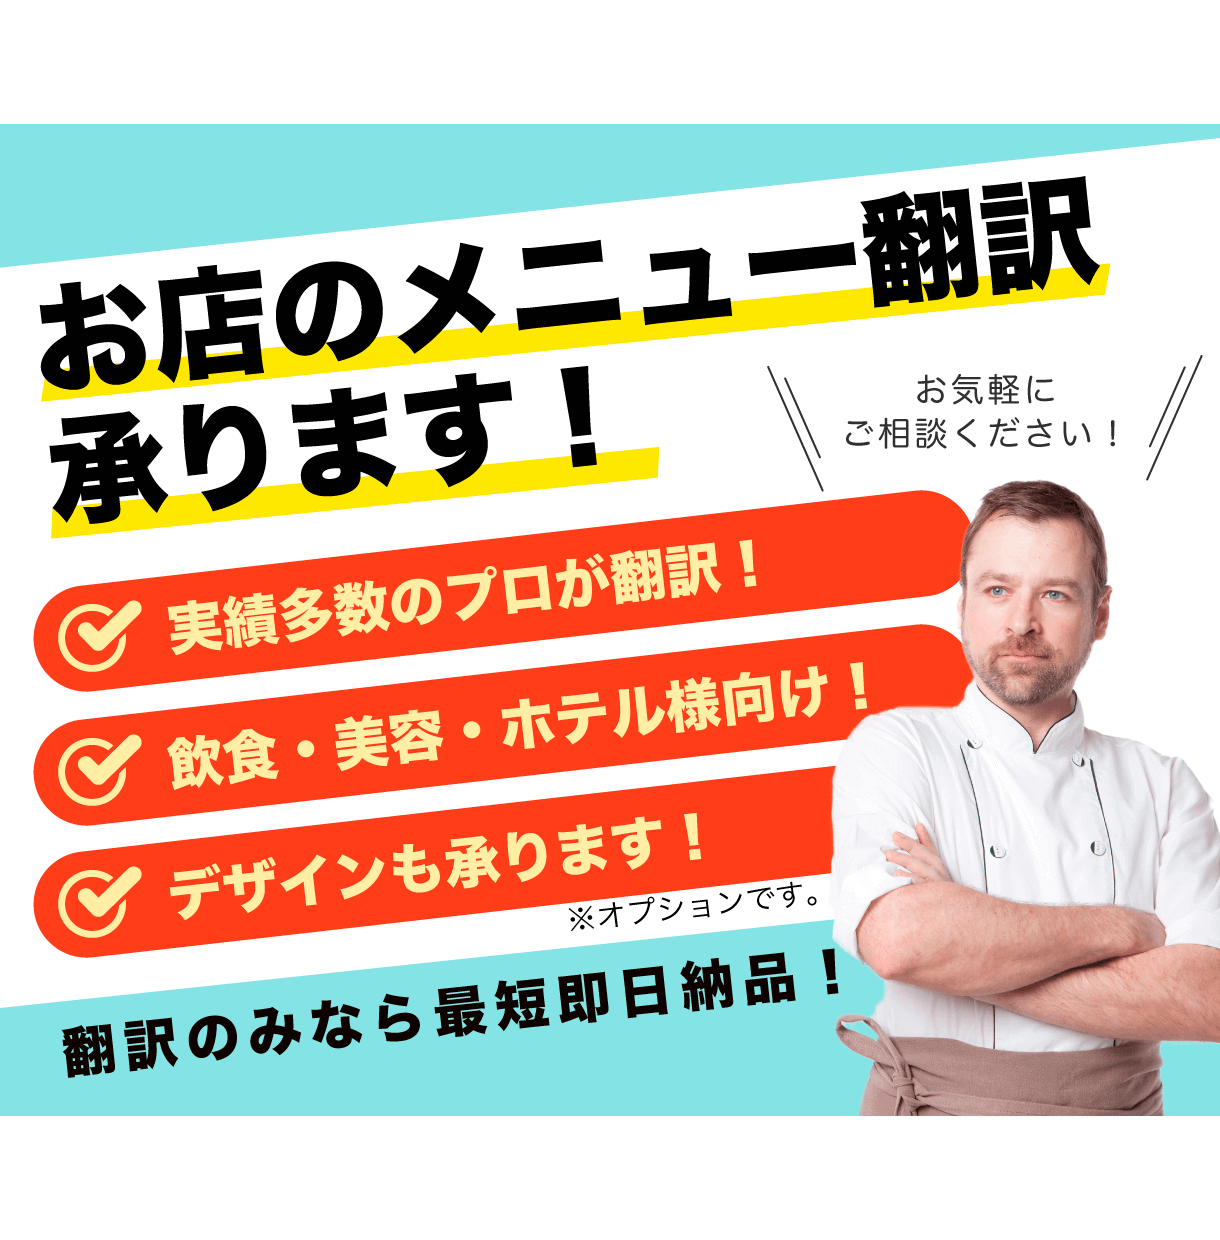 お店のメニュー翻訳
承ります！
お気軽に
ご相談ください！
実績多数のプロが翻訳！
飲食・美容・ホテル様向け！
デザインも承ります！
※オプションです。
翻訳のみなら最短即日納品！